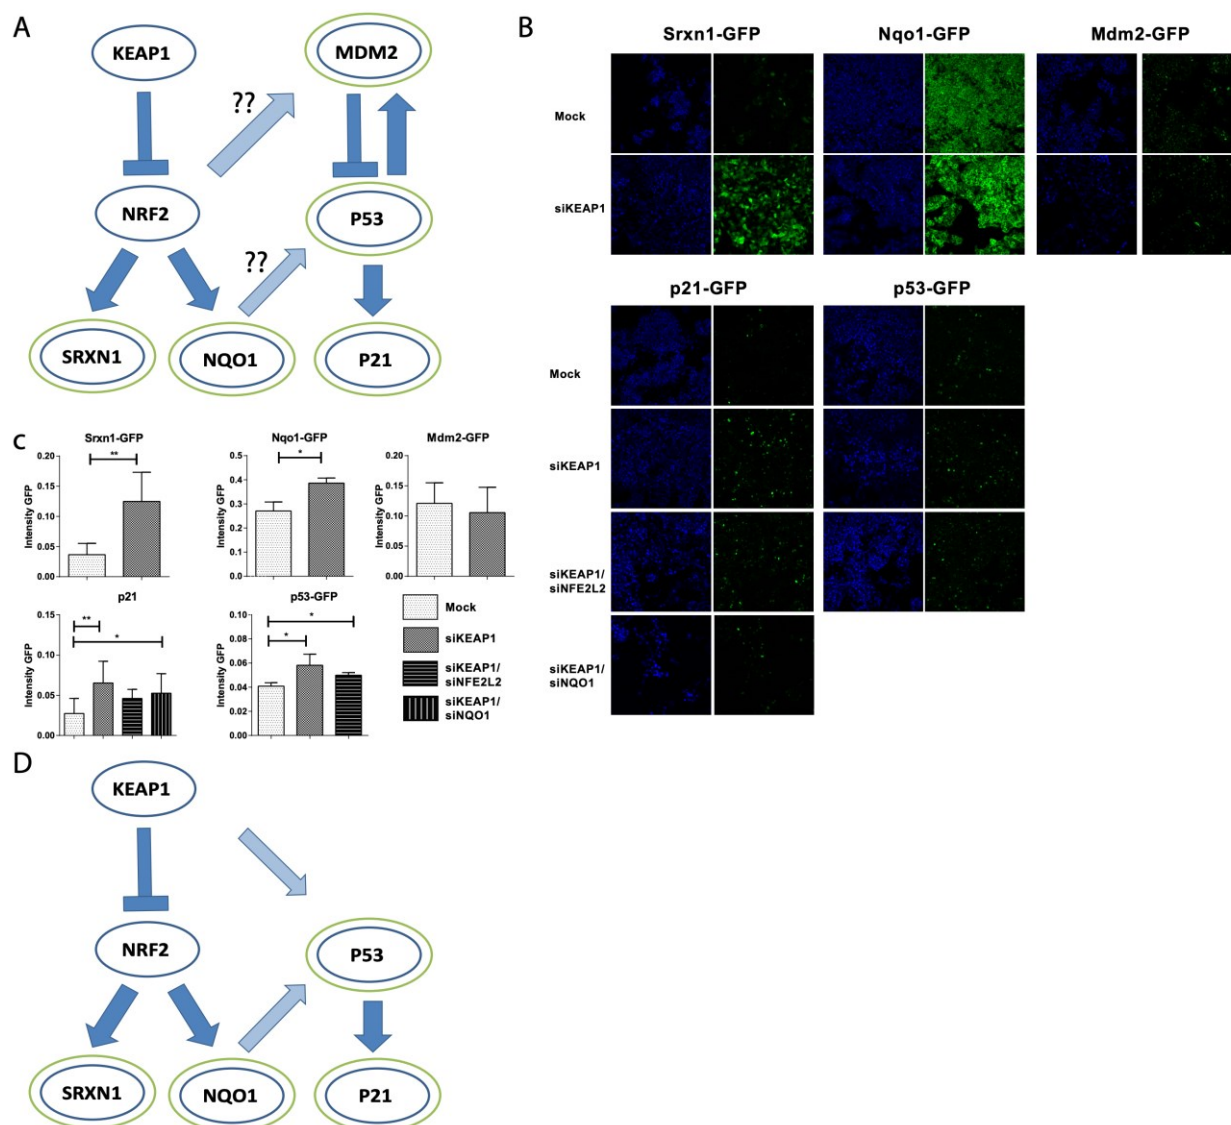 A
KEAP1
MDM2
??
NRF2
P53
??
SRXN1
NQO1
P21
B
Srxn1-GFP
Nqo1-GFP
Mdm2-GFP
Mock
siKEAP1
p21-GFP
p53-GFP
Mock
siKEAP1
siKEAP1/
siNFE2L2
siKEAP1/
siNQO1
C
Srxn1-GFP
Intensity GFP
0.20
0.15
0.10
0.05
0.00
**
Nqo1-GFP
Intensity GFP
0.5
0.4
0.3
0.2
0.1
0.0
*
Mdm2-GFP
Intensity GFP
0.20
0.15
0.10
0.05
0.00
p21
Intensity GFP
0.15
0.10
0.05
0.00
**
*
p53-GFP
Intensity GFP
0.10
0.08
0.06
0.04
0.02
0.00
*
*
Mock
siKEAP1
siKEAP1/
siNFE2L2
siKEAP1/
siNQO1
D
KEAP1
NRF2
P53
SRXN1
NQO1
P21